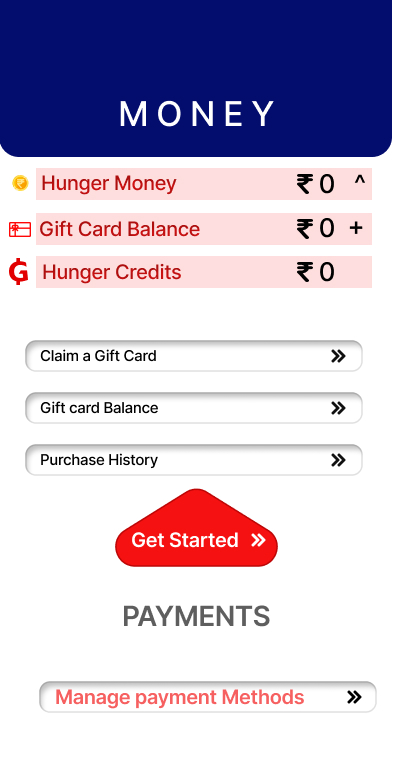 MONEY
Hunger Money ₹ 0 ^
Gift Card Balance ₹ 0 +
Hunger Credits ₹ 0
Claim a Gift Card »
Gift card Balance »
Purchase History »
Get Started »
PAYMENTS
Manage payment Methods »